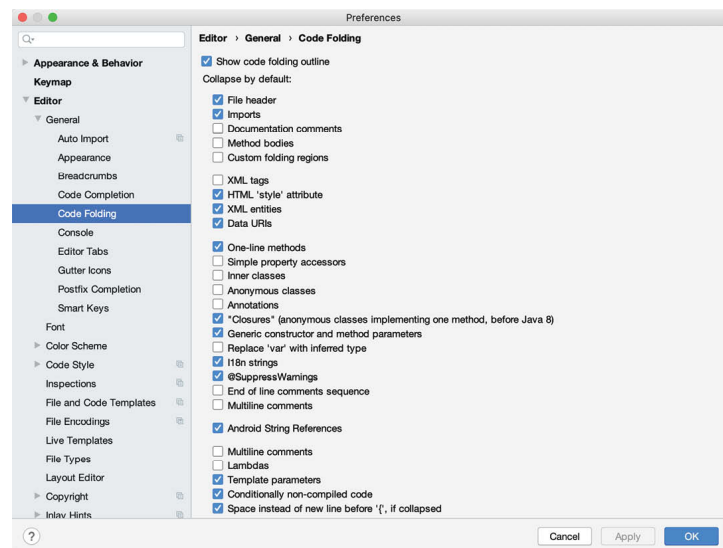 Preferences
Appearance & Behavior
Keymap
Editor
General
Auto Import
Appearance
Breadcrumbs
Code Completion
Code Folding
Console
Editor Tabs
Gutter Icons
Postfix Completion
Smart Keys
Font
Color Scheme
Code Style
Inspections
File and Code Templates
File Encodings
Live Templates
File Types
Layout Editor
Copyright
Inlay Hints
Editor › General › Code Folding
Show code folding outline
Collapse by default:
File header
Imports
Documentation comments
Method bodies
Custom folding regions
XML tags
HTML 'style' attribute
XML entities
Data URIs
One-line methods
Simple property accessors
Inner classes
Anonymous classes
Annotations
"Closures" (anonymous classes implementing one method, before Java 8)
Generic constructor and method parameters
Replace 'var' with inferred type
I18n strings
@SuppressWarnings
End of line comments sequence
Multiline comments
Android String References
Multiline comments
Lambdas
Template parameters
Conditionally non-compiled code
Space instead of new line before '{', if collapsed
?
Cancel
Apply
OK